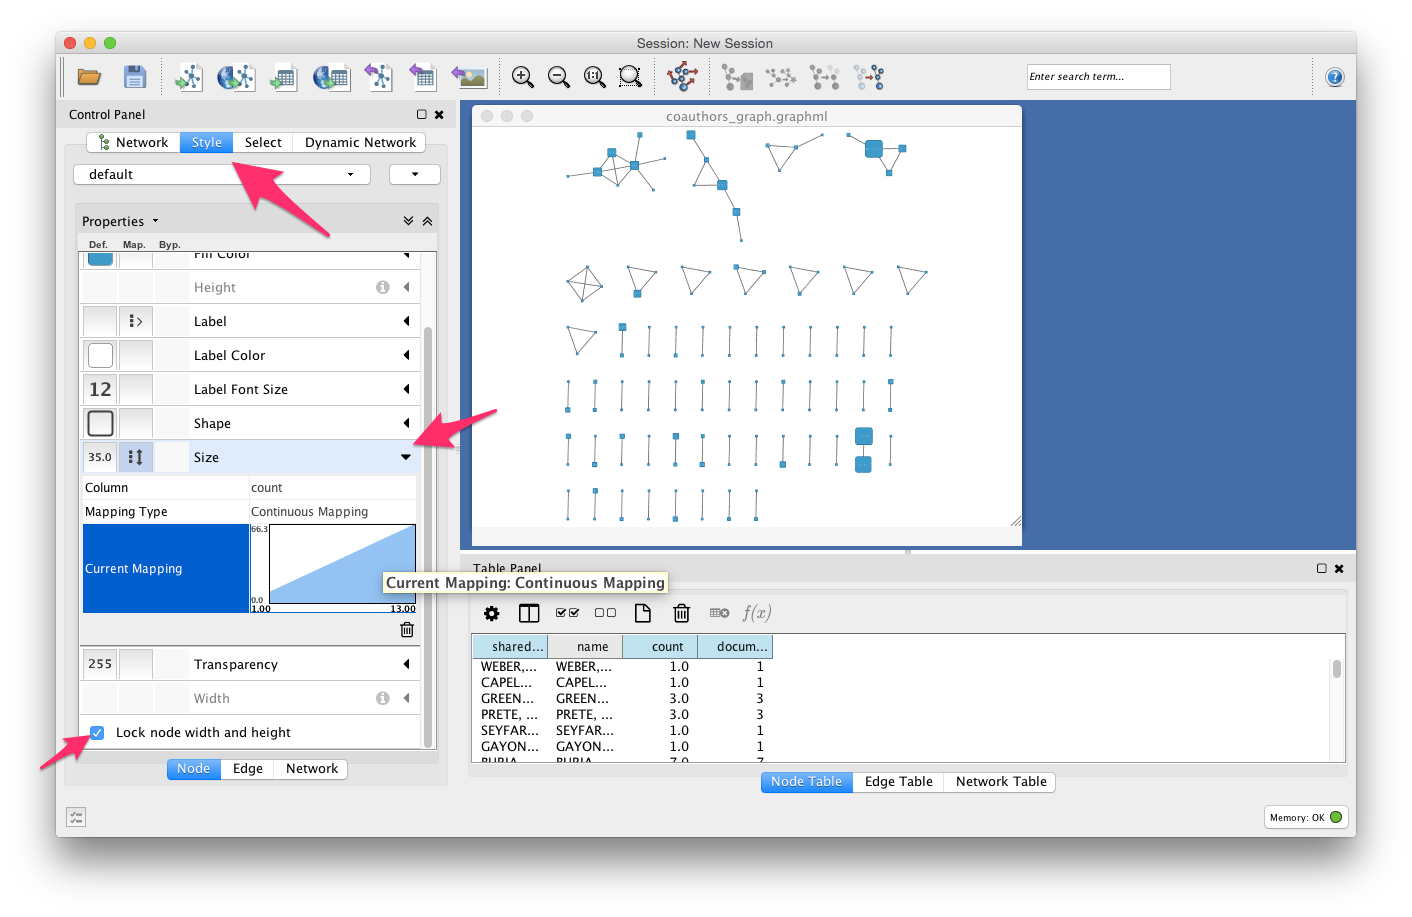 Session: New Session
1:1
Enter search term...
?
Control Panel
Network Style Select Dynamic Network
default
Properties
Def. Map. Byp.
Fill Color
Height
Label
Label Color
12 Label Font Size
Shape
35.0 Size
Column count
Mapping Type Continuous Mapping
Current Mapping
66.3
0.0
1.00 13.00
255 Transparency
Width
Lock node width and height
Node Edge Network
coauthors_graph.graphml
Table Panel
Current Mapping: Continuous Mapping
f(x)
shared... name count docum...
WEBER,... WEBER,... 1.0 1
CAPEL... CAPEL... 1.0 1
GREEN... GREEN... 3.0 3
PRETE, ... PRETE, ... 3.0 3
SEYFAR... SEYFAR... 1.0 1
GAYON... GAYON... 1.0 1
BURIA... BURIA... 7.0 7
Node Table Edge Table Network Table
Memory: OK